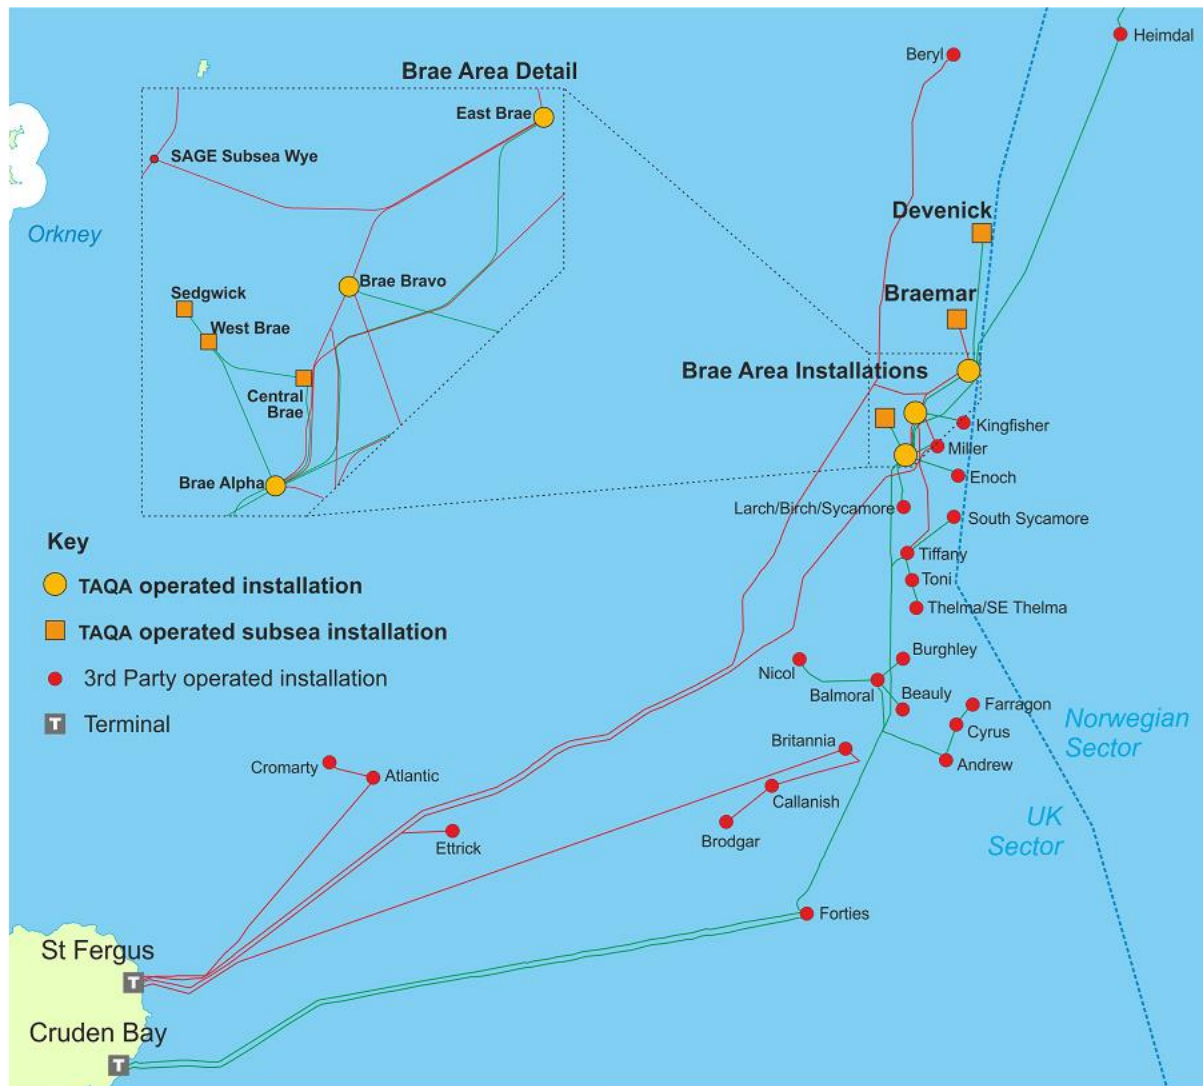 Heimdal
Beryl
Brae Area Detail
East Brae
SAGE Subsea Wye
Devenick
Orkney
Brae Bravo
Sedgwick
West Brae
Braemar
Brae Area Installations
Central
Brae
Kingfisher
Miller
Brae Alpha
Enoch
Larch/Birch/Sycamore
South Sycamore
Key
Tiffany
TAQA operated installation
Toni
Thelma/SE Thelma
TAQA operated subsea installation
Burghley
Nicol
3rd Party operated installation
Balmoral
Beauly
Farragon
T Terminal
Cyrus
Norwegian
Sector
Britannia
Andrew
Cromarty
Atlantic
Callanish
UK
Sector
Ettrick
Brodgar
Forties
St Fergus
T
Cruden Bay
T